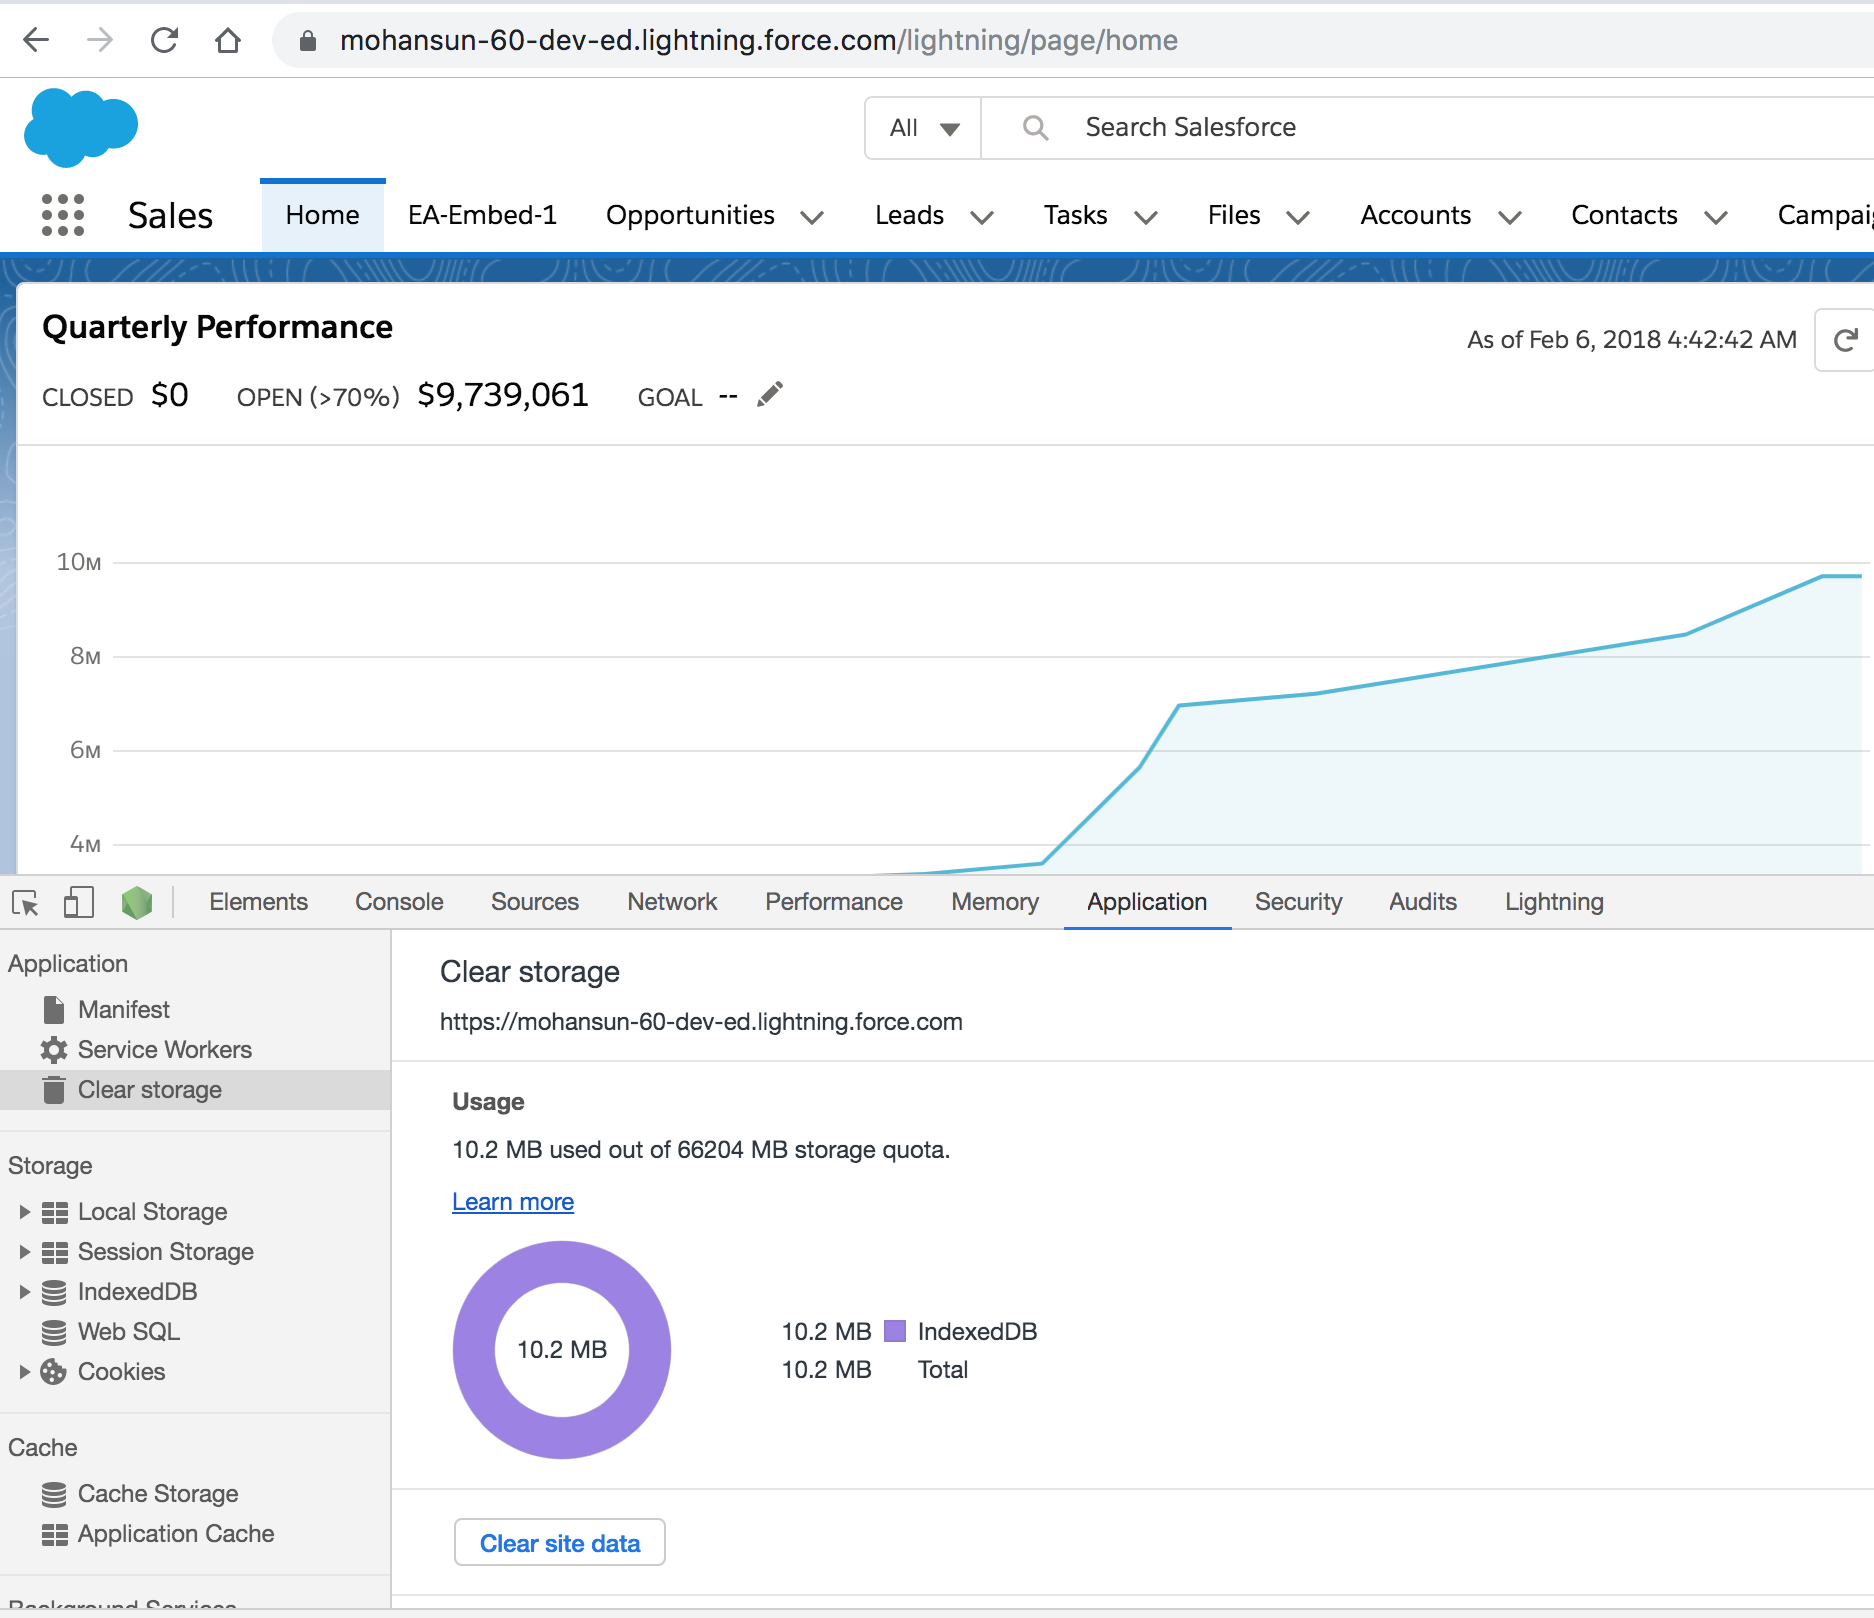 mohansun-60-dev-ed.lightning.force.com/lightning/page/home
All Search Salesforce
Sales Home EA-Embed-1 Opportunities Leads Tasks Files Accounts Contacts Campaig
Quarterly Performance
As of Feb 6, 2018 4:42:42 AM
CLOSED $0 OPEN (>70%) $9,739,061 GOAL --
10M
8M
6M
4M
Elements Console Sources Network Performance Memory Application Security Audits Lightning
Application
Manifest
Service Workers
Clear storage
Storage
Local Storage
Session Storage
IndexedDB
Web SQL
Cookies
Cache
Cache Storage
Application Cache
Background Services
Clear storage
https://mohansun-60-dev-ed.lightning.force.com
Usage
10.2 MB used out of 66204 MB storage quota.
Learn more
10.2 MB
10.2 MB IndexedDB
10.2 MB Total
Clear site data